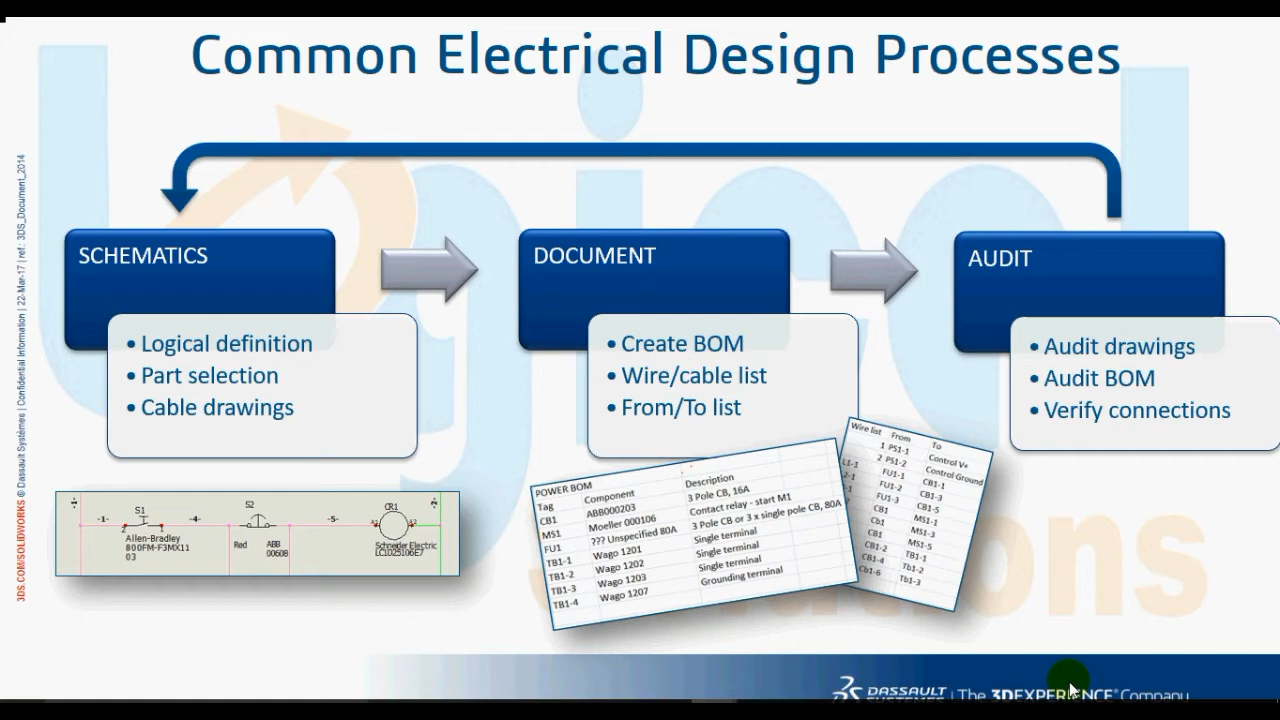 Common Electrical Design Processes
3DS.COM/SOLIDWORKS © Dassault Systèmes | Confidential Information | 22-Mar-17 | ref.: 3DS_Document_2014
SCHEMATICS
• Logical definition
• Part selection
• Cable drawings
DOCUMENT
• Create BOM
• Wire/cable list
• From/To list
AUDIT
• Audit drawings
• Audit BOM
• Verify connections
-1-
S1
-4-
S2
-5-
CR1
-2-
Allen-Bradley
800FM-F3MX11
03
Red
ABB
00608
Schneider Electric
LC1D25106E7
POWER BOM
Tag Component Description
CB1 ABB000203 3 Pole CB, 16A
MS1 Moeller 000106 Contact relay - start M1
FU1 ??? Unspecified 80A 3 Pole CB or 3 x single pole CB, 80A
TB1-1 Wago 1201 Single terminal
TB1-2 Wago 1202 Single terminal
TB1-3 Wago 1203 Single terminal
TB1-4 Wago 1207 Grounding terminal
Wire list From To
1 PS1-1 Control V+
2 PS1-2 Control Ground
L1-1 FU1-1 CB1-1
FU1-2 CB1-3
FU1-3 CB1-5
CB1 MS1-1
Cb1 MS1-3
CB1 MS1-5
CB1-2 TB1-1
CB1-4 Tb1-2
Cb1-6 Tb1-3
DASSAULT SYSTEMES | The 3DEXPERIENCE® Company